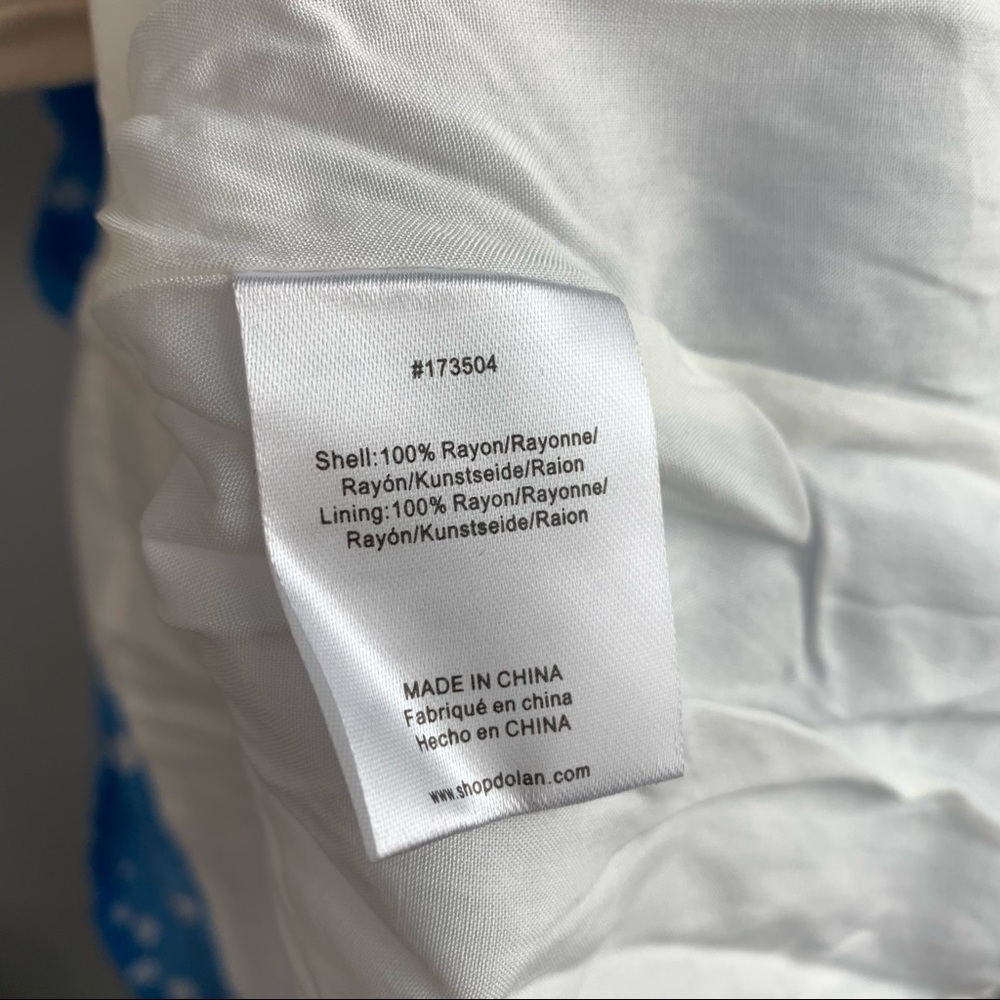 #173504
Shell:100% Rayon/Rayonne/
Rayón/Kunstseide/Raion
Lining:100% Rayon/Rayonne/
Rayón/Kunstseide/Raion
MADE IN CHINA
Fabriqué en china
Hecho en CHINA
www.shopdolan.com